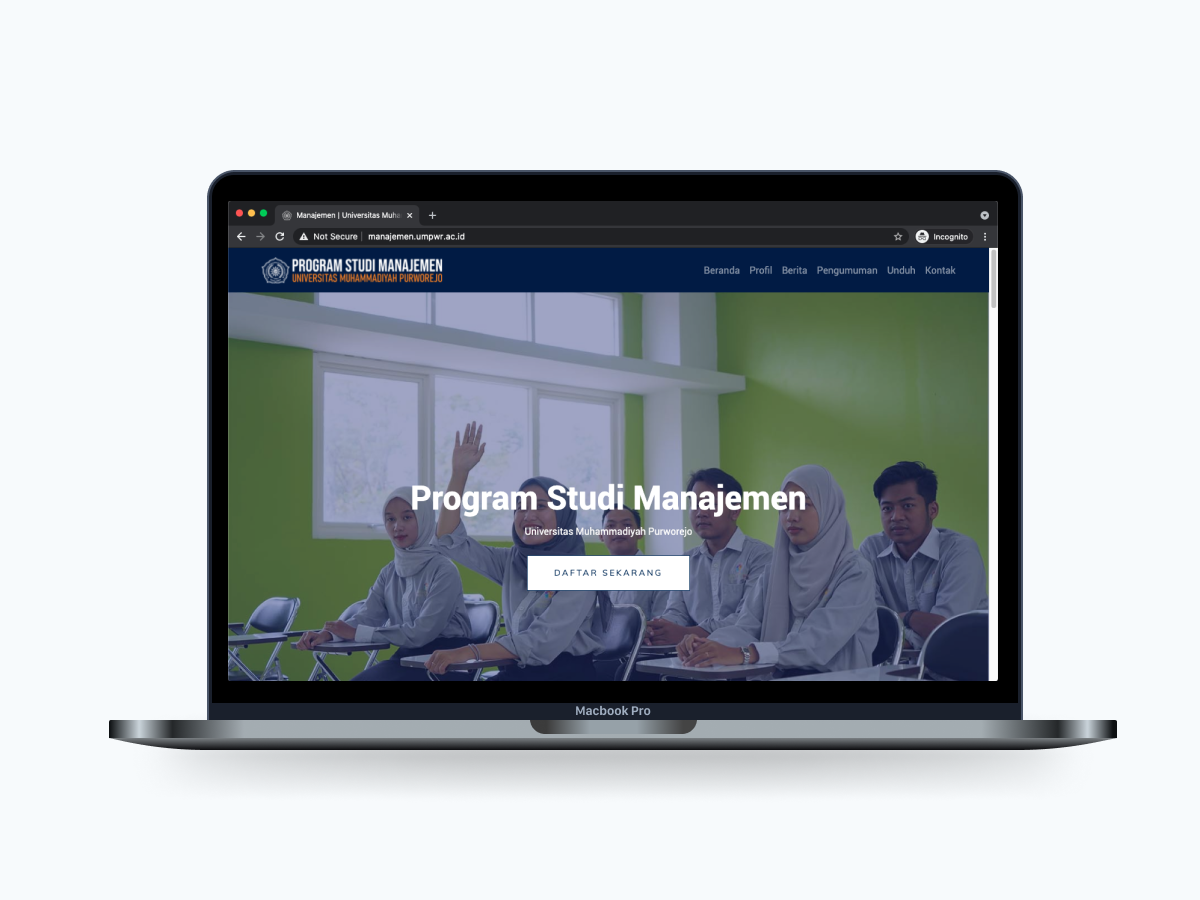 Manajemen | Universitas Muha
Not Secure | manajemen.umpwr.ac.id
Incognito
PROGRAM STUDI MANAJEMEN
UNIVERSITAS MUHAMMADIYAH PURWOREJO
Beranda Profil Berita Pengumuman Unduh Kontak
Program Studi Manajemen
Universitas Muhammadiyah Purworejo
DAFTAR SEKARANG
Macbook Pro